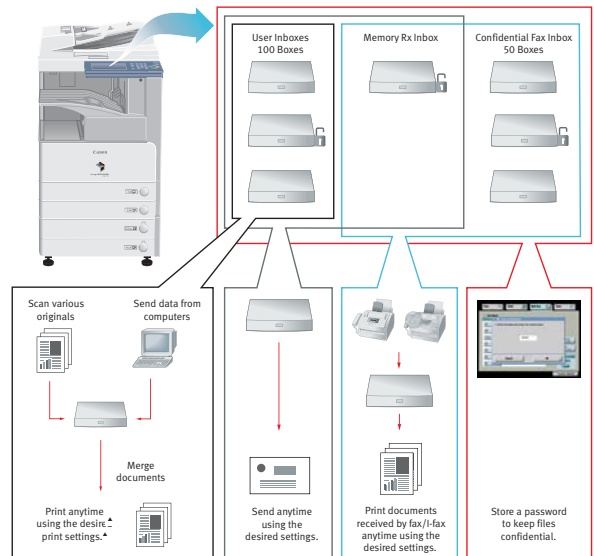 User Inboxes
100 Boxes
Memory Rx Inbox
Confidential Fax Inbox
50 Boxes
Canon
Scan various
originals
Send data from
computers
Merge
documents
Print anytime
using the desired
print settings.▲
Send anytime
using the
desired settings.
Print documents
received by fax/I-fax
anytime using the
desired settings.
Store a password
to keep files
confidential.